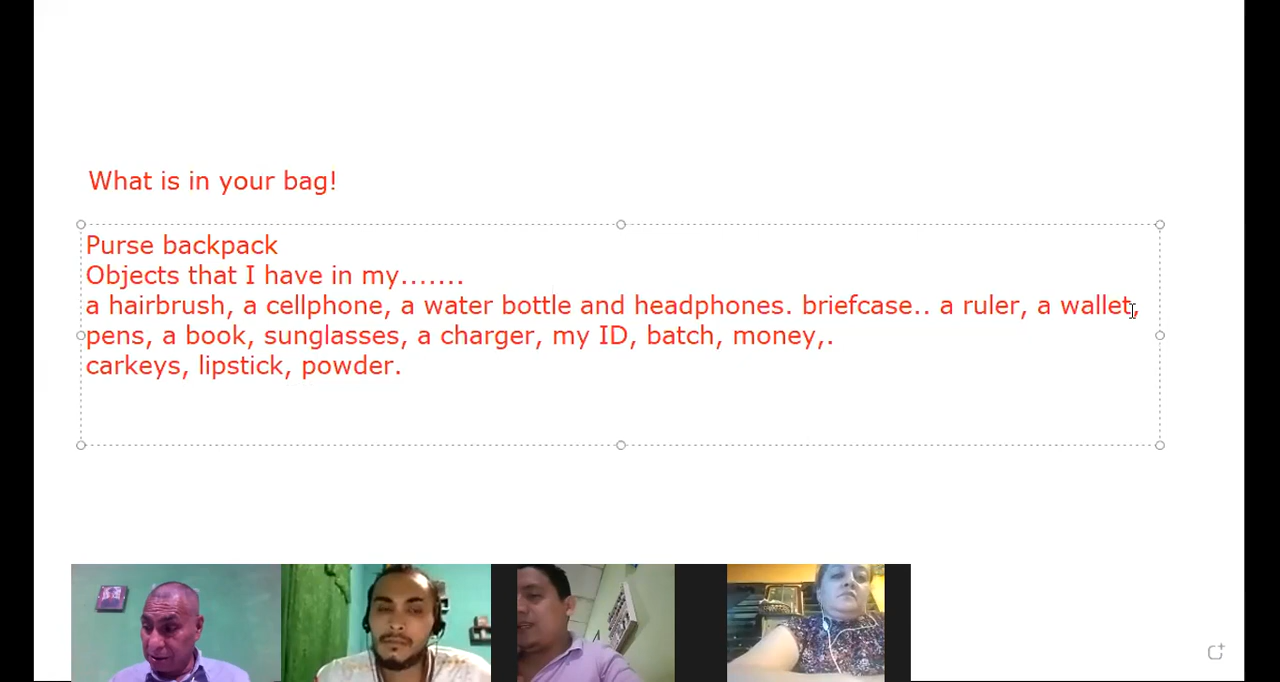 What is in your bag!
Purse backpack
Objects that I have in my.......
a hairbrush, a cellphone, a water bottle and headphones. briefcase.. a ruler, a wallet,
pens, a book, sunglasses, a charger, my ID, batch, money,.
carkeys, lipstick, powder.